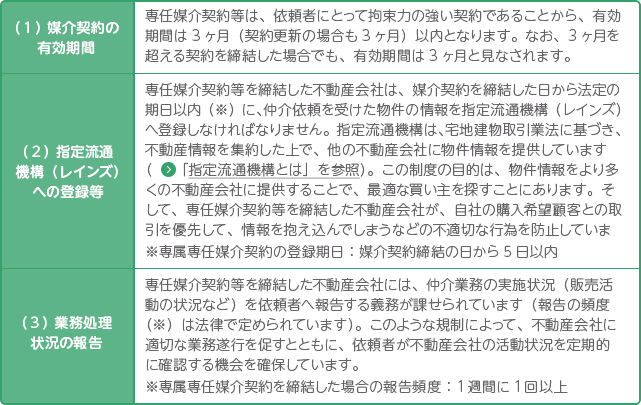 （1）媒介契約の
有効期間
専任媒介契約等は、依頼者にとって拘束力の強い契約であることから、有効
期間は３ヶ月（契約更新の場合も３ヶ月）以内となります。なお、３ヶ月を
超える契約を締結した場合でも、有効期間は３ヶ月と見なされます。
（2）指定流通
機構（レインズ）
への登録等
専任媒介契約等を締結した不動産会社は、媒介契約を締結した日から法定の
期日以内（※）に、仲介依頼を受けた物件の情報を指定流通機構（レインズ）
へ登録しなければなりません。指定流通機構は、宅地建物取引業法に基づき、
不動産情報を集約した上で、他の不動産会社に物件情報を提供しています
（ 「指定流通機構とは」を参照）。この制度の目的は、物件情報をより多
くの不動産会社に提供することで、最適な買い主を探すことにあります。そ
して、専任媒介契約等を締結した不動産会社が、自社の購入希望顧客との取
引を優先して、情報を抱え込んでしまうなどの不適切な行為を防止していま
※専属専任媒介契約の登録期日：媒介契約締結の日から５日以内
（3）業務処理
状況の報告
専任媒介契約等を締結した不動産会社には、仲介業務の実施状況（販売活
動の状況など）を依頼者へ報告する義務が課せられています（報告の頻度
（※）は法律で定められています）。このような規制によって、不動産会社に
適切な業務遂行を促すとともに、依頼者が不動産会社の活動状況を定期的
に確認する機会を確保しています。
※専属専任媒介契約を締結した場合の報告頻度：１週間に１回以上